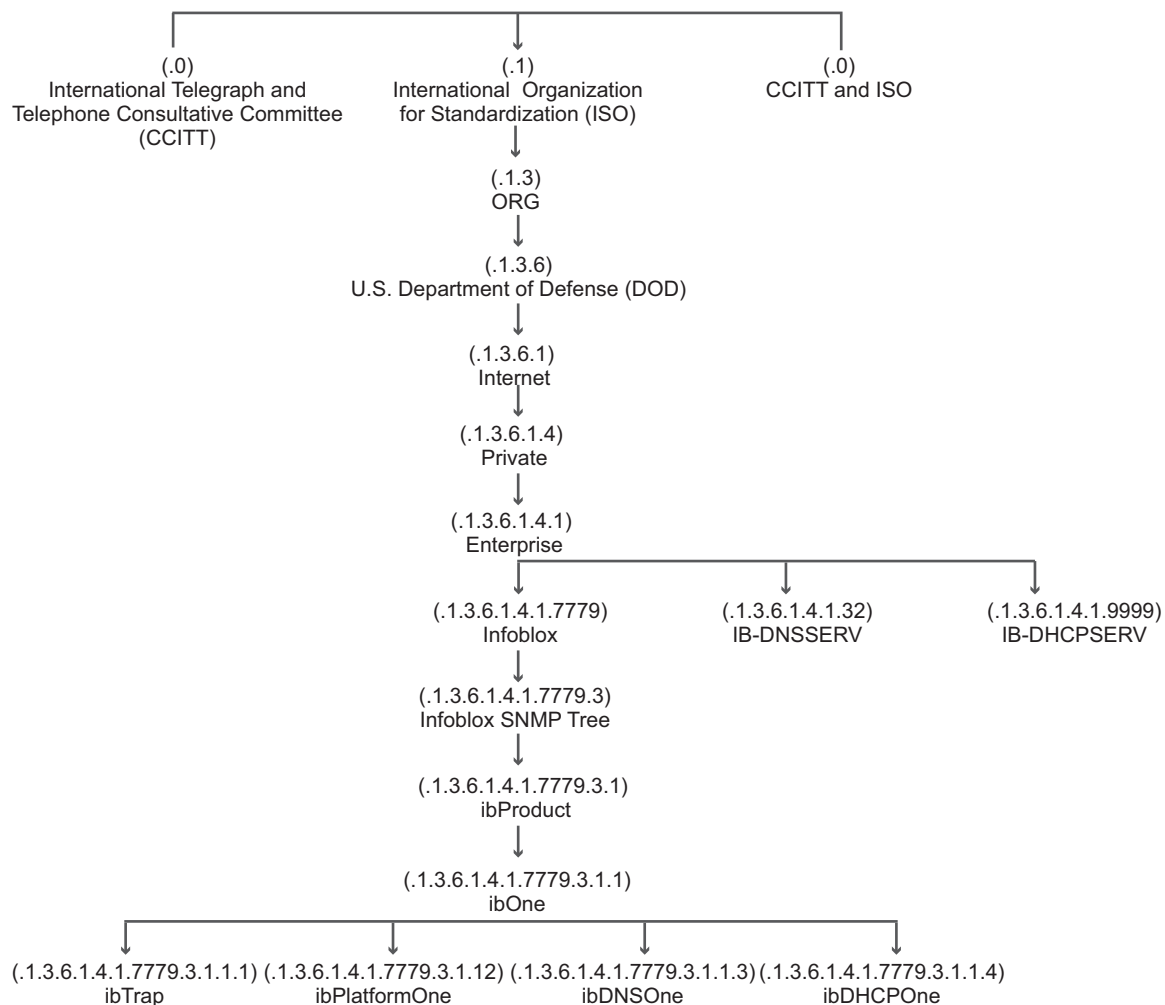 (.0)
International Telegraph and
Telephone Consultative Committee
(CCITT)
(.1)
International Organization
for Standardization (ISO)
(.0)
CCITT and ISO
(.1.3)
ORG
(.1.3.6)
U.S. Department of Defense (DOD)
(.1.3.6.1)
Internet
(.1.3.6.1.4)
Private
(.1.3.6.1.4.1)
Enterprise
(.1.3.6.1.4.1.7779)
Infoblox
(.1.3.6.1.4.1.32)
IB-DNSSERV
(.1.3.6.1.4.1.9999)
IB-DHCPSERV
(.1.3.6.1.4.1.7779.3)
Infoblox SNMP Tree
(.1.3.6.1.4.1.7779.3.1)
ibProduct
(.1.3.6.1.4.1.7779.3.1.1)
ibOne
(.1.3.6.1.4.1.7779.3.1.1.1)
ibTrap
(.1.3.6.1.4.1.7779.3.1.12)
ibPlatformOne
(.1.3.6.1.4.1.7779.3.1.1.3)
ibDNSOne
(.1.3.6.1.4.1.7779.3.1.1.4)
ibDHCPOne